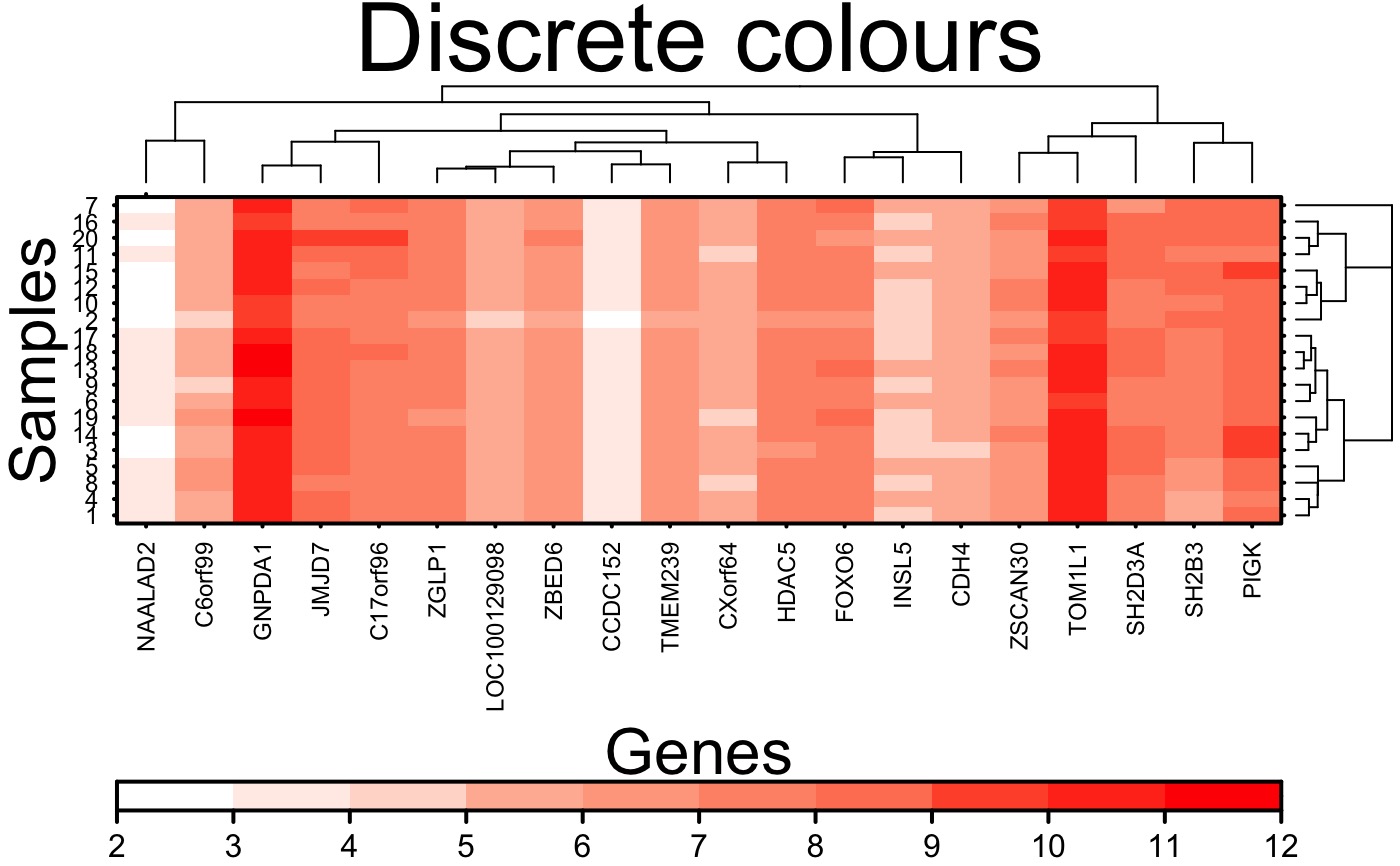 Discrete colours
Samples
7
16
20
11
15
12
10
2
17
18
13
9
6
19
14
3
5
8
4
1
NAALAD2
C6orf99
GNPDA1
JMJD7
C17orf96
ZGLP1
LOC100129098
ZBED6
CCDC152
TMEM239
CXorf64
HDAC5
FOXO6
INSL5
CDH4
ZSCAN30
TOM1L1
SH2D3A
SH2B3
PIGK
Genes
2 3 4 5 6 7 8 9 10 11 12